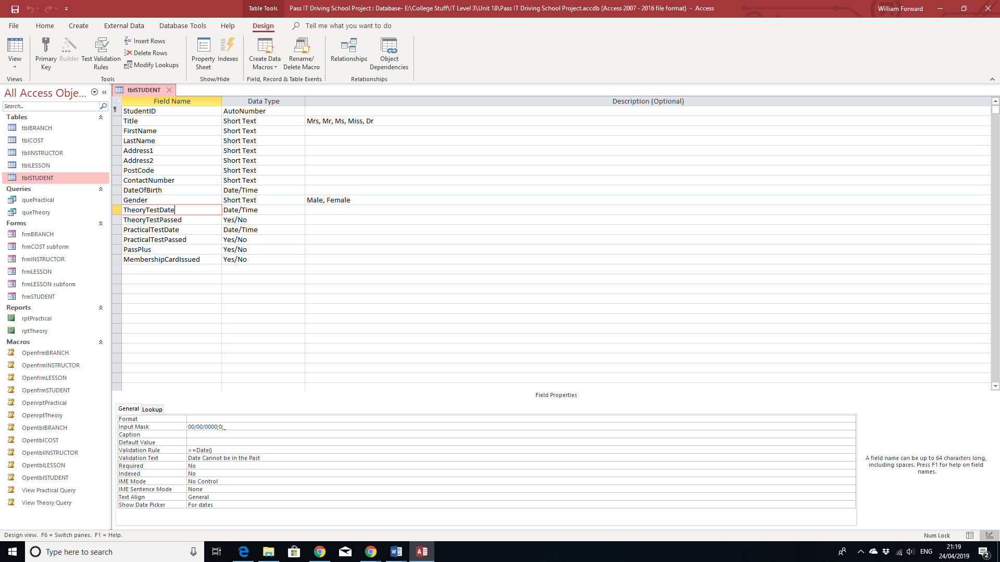 Table Tools
Pass IT Driving School Project : Database- E:\College Stuff\IT Level 3\Unit 18\Pass IT Driving School Project.accdb (Access 2007 - 2016 file format) - Access
William Forward
File Home Create External Data Database Tools Help Design Tell me what you want to do
View
Primary Key
Builder
Test Validation Rules
Insert Rows
Delete Rows
Modify Lookups
Property Sheet
Indexes
Create Data Macros
Rename/ Delete Macro
Relationships
Object Dependencies
Views
Tools
Show/Hide
Field, Record & Table Events
Relationships
All Access Obje...
Search...
Tables
tblBRANCH
tblCOST
tblINSTRUCTOR
tblLESSON
tblSTUDENT
Queries
quePractical
queTheory
Forms
frmBRANCH
frmCOST subform
frmINSTRUCTOR
frmLESSON
frmLESSON subform
frmSTUDENT
Reports
rptPractical
rptTheory
Macros
OpenfrmBRANCH
OpenfrmINSTRUCTOR
OpenfrmLESSON
OpenfrmSTUDENT
OpenrptPractical
OpenrptTheory
OpentblBRANCH
OpentblCOST
OpentblINSTRUCTOR
OpentblLESSON
OpentblSTUDENT
View Practical Query
View Theory Query
tblSTUDENT
Field Name Data Type Description (Optional)
StudentID AutoNumber
Title Short Text Mrs, Mr, Ms, Miss, Dr
FirstName Short Text
LastName Short Text
Address1 Short Text
Address2 Short Text
PostCode Short Text
ContactNumber Short Text
DateOfBirth Date/Time
Gender Short Text Male, Female
TheoryTestDate Date/Time
TheoryTestPassed Yes/No
PracticalTestDate Date/Time
PracticalTestPassed Yes/No
PassPlus Yes/No
MembershipCardIssued Yes/No
Field Properties
General Lookup
Format
Input Mask 00/00/0000;0;_
Caption
Default Value
Validation Rule >=Date()
Validation Text Date Cannot be in the Past
Required No
Indexed No
IME Mode No Control
IME Sentence Mode None
Text Align General
Show Date Picker For dates
A field name can be up to 64 characters long,
including spaces. Press F1 for help on field
names.
Design view. F6 = Switch panes. F1 = Help.
Num Lock
Type here to search
ENG
21:19
24/04/2019
2